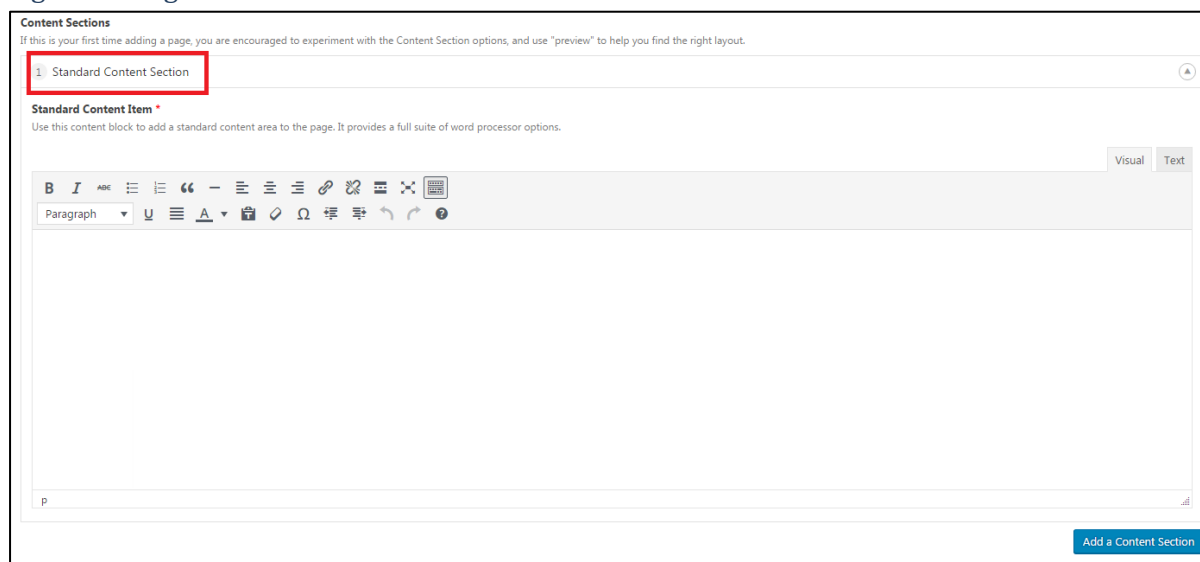 Content Sections
If this is your first time adding a page, you are encouraged to experiment with the Content Section options, and use "preview" to help you find the right layout.
1 Standard Content Section
Standard Content Item *
Use this content block to add a standard content area to the page. It provides a full suite of word processor options.
Visual Text
B I ABC
Paragraph U A Ω
p
Add a Content Section